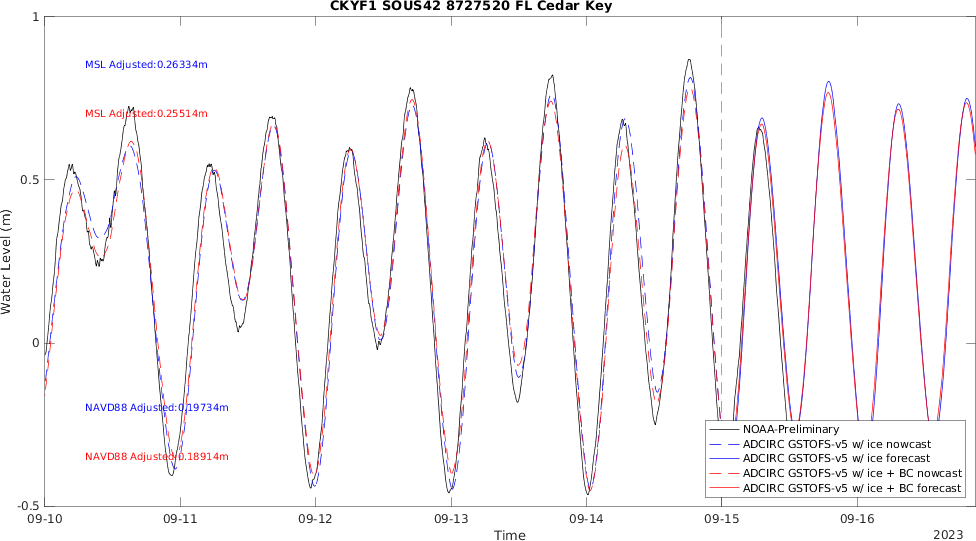 CKYF1 SOUS42 8727520 FL Cedar Key
1
MSL Adjusted:0.26334m
MSL Adjusted:0.25514m
0.5
Water Level (m)
0
NAVD88 Adjusted:0.19734m
NAVD88 Adjusted:0.18914m
-0.5
NOAA-Preliminary
ADCIRC GSTOFS-v5 w/ ice nowcast
ADCIRC GSTOFS-v5 w/ ice forecast
ADCIRC GSTOFS-v5 w/ ice + BC nowcast
ADCIRC GSTOFS-v5 w/ ice + BC forecast
09-10 09-11 09-12 09-13 09-14 09-15 09-16
Time
2023